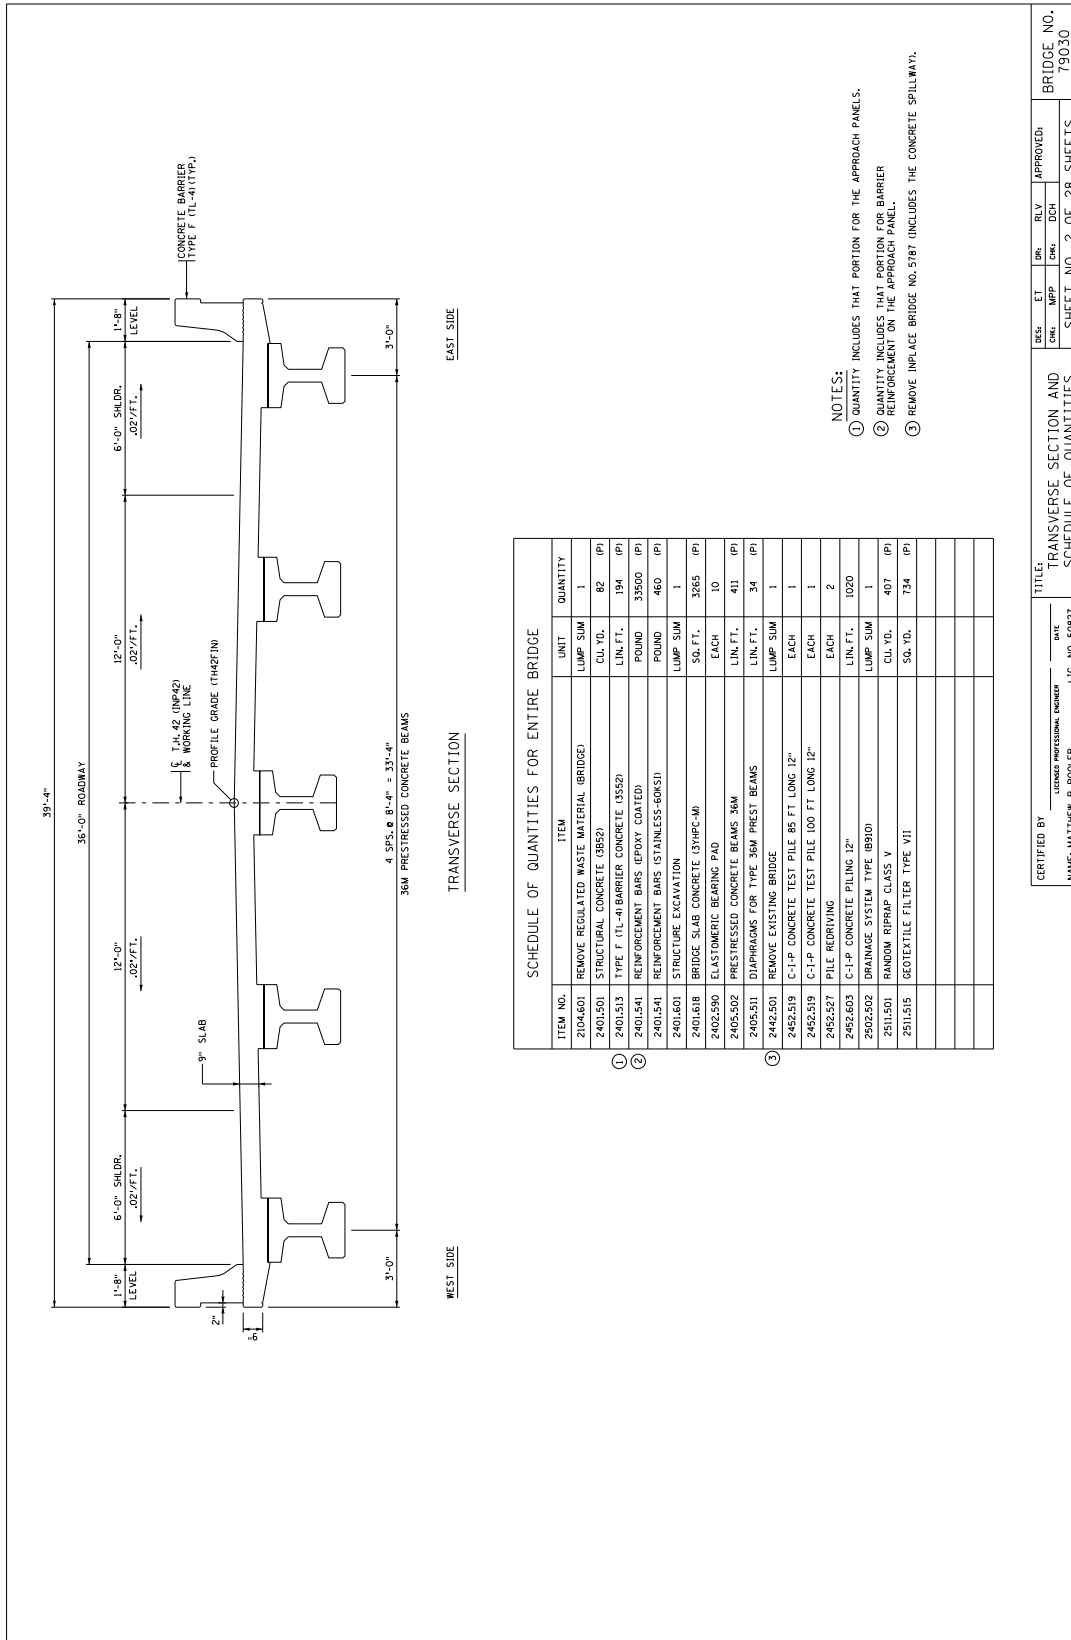 39'-4"
36'-0" ROADWAY
1'-8"
LEVEL
6'-0" SHLDR.
.02'/FT.
12'-0"
.02'/FT.
12'-0"
.02'/FT.
6'-0" SHLDR.
.02'/FT.
1'-8"
LEVEL
℄ T.H. 42 (INP42)
& WORKING LINE
PROFILE GRADE (TH42FIN)
CONCRETE BARRIER
TYPE F (TL-4) (TYP.)
9" SLAB
2"
9"
3'-0"
4 SPS. @ 8'-4" = 33'-4"
36M PRESTRESSED CONCRETE BEAMS
3'-0"
WEST SIDE
EAST SIDE
TRANSVERSE SECTION
SCHEDULE OF QUANTITIES FOR ENTIRE BRIDGE
ITEM NO. ITEM UNIT QUANTITY
2104.601 REMOVE REGULATED WASTE MATERIAL (BRIDGE) LUMP SUM 1
2401.501 STRUCTURAL CONCRETE (3B52) CU. YD. 82 (P)
1 2401.513 TYPE F (TL-4) BARRIER CONCRETE (3S52) LIN. FT. 194 (P)
2 2401.541 REINFORCEMENT BARS (EPOXY COATED) POUND 33500 (P)
2401.541 REINFORCEMENT BARS (STAINLESS-60KSI) POUND 460 (P)
2401.601 STRUCTURE EXCAVATION LUMP SUM 1
2401.618 BRIDGE SLAB CONCRETE (3YHPC-M) SQ. FT. 3265 (P)
2402.590 ELASTOMERIC BEARING PAD EACH 10
2405.502 PRESTRESSED CONCRETE BEAMS 36M LIN. FT. 411 (P)
2405.511 DIAPHRAGMS FOR TYPE 36M PREST BEAMS LIN. FT. 34 (P)
3 2442.501 REMOVE EXISTING BRIDGE LUMP SUM 1
2452.519 C-I-P CONCRETE TEST PILE 85 FT LONG 12" EACH 1
2452.519 C-I-P CONCRETE TEST PILE 100 FT LONG 12" EACH 1
2452.527 PILE REDRIVING EACH 2
2452.603 C-I-P CONCRETE PILING 12" LIN. FT. 1020
2502.502 DRAINAGE SYSTEM TYPE (B910) LUMP SUM 1
2511.501 RANDOM RIPRAP CLASS V CU. YD. 407 (P)
2511.515 GEOTEXTILE FILTER TYPE VII SQ. YD. 734 (P)
NOTES:
1 QUANTITY INCLUDES THAT PORTION FOR THE APPROACH PANELS.
2 QUANTITY INCLUDES THAT PORTION FOR BARRIER
REINFORCEMENT ON THE APPROACH PANEL.
3 REMOVE INPLACE BRIDGE NO. 5787 (INCLUDES THE CONCRETE SPILLWAY).
CERTIFIED BY
LICENSED PROFESSIONAL ENGINEER DATE
TITLE:
TRANSVERSE SECTION AND
SCHEDULE OF QUANTITIES
DES: ET DR: RLV APPROVED:
CHK: MPP CHK: DCH
SHEET NO. 2 OF 28 SHEETS
BRIDGE NO.
79030